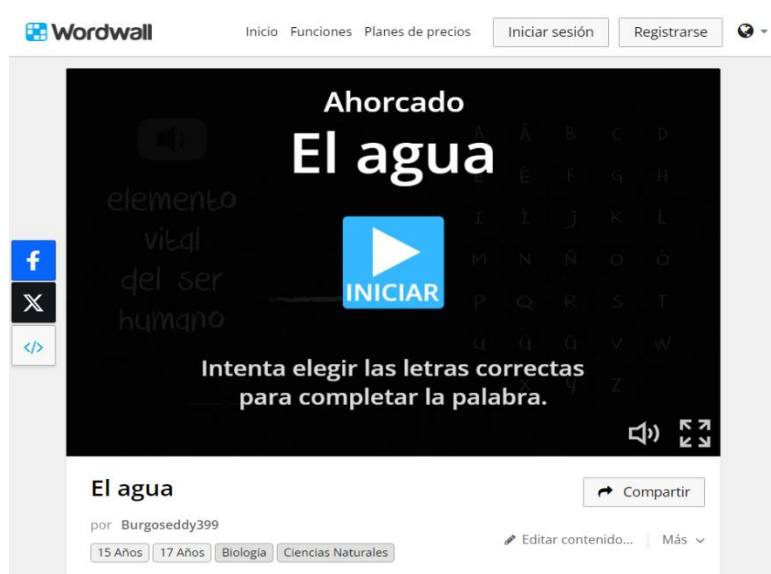 Wordwall
Inicio Funciones Planes de precios Iniciar sesión Registrarse
Ahorcado
El agua
elemento
vital
del ser
humano
A Á B C D
E É F G H
I Í J K L
M N Ñ O Ó
P Q R S T
U Ú Ü V W
X Y Z
INICIAR
Intenta elegir las letras correctas
para completar la palabra.
El agua
Compartir
por Burgoseddy399
15 Años 17 Años Biología Ciencias Naturales
Editar contenido... Más